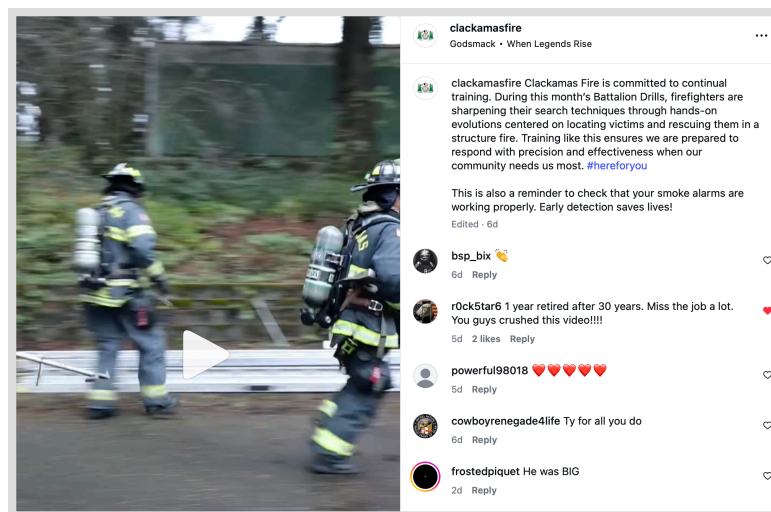 clackamasfire
Godsmack • When Legends Rise
clackamasfire Clackamas Fire is committed to continual
training. During this month's Battalion Drills, firefighters are
sharpening their search techniques through hands-on
evolutions centered on locating victims and rescuing them in a
structure fire. Training like this ensures we are prepared to
respond with precision and effectiveness when our
community needs us most. #hereforyou
This is also a reminder to check that your smoke alarms are
working properly. Early detection saves lives!
Edited · 6d
bsp_bix 👏
6d Reply
r0ck5tar6 1 year retired after 30 years. Miss the job a lot.
You guys crushed this video!!!!
5d 2 likes Reply
powerful98018 ❤️❤️❤️❤️❤️
5d Reply
cowboyrenegade4life Ty for all you do
6d Reply
frostedpiquet He was BIG
2d Reply